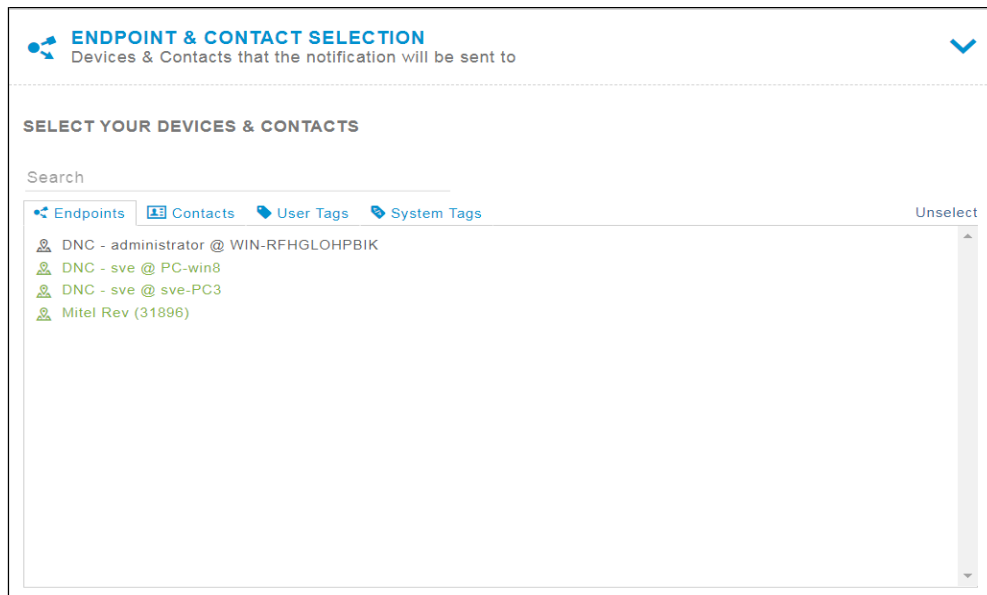 ENDPOINT & CONTACT SELECTION
Devices & Contacts that the notification will be sent to
SELECT YOUR DEVICES & CONTACTS
Search
Endpoints Contacts User Tags System Tags Unselect
DNC - administrator @ WIN-RFHGLOHPBIK
DNC - sve @ PC-win8
DNC - sve @ sve-PC3
Mitel Rev (31896)